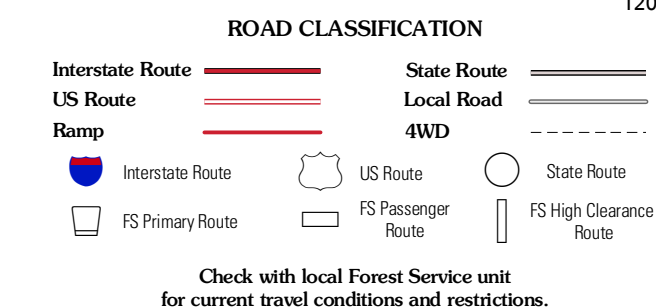 120
ROAD CLASSIFICATION
Interstate Route
State Route
US Route
Local Road
Ramp
4WD
Interstate Route
US Route
State Route
FS Primary Route
FS Passenger
Route
FS High Clearance
Route
Check with local Forest Service unit
for current travel conditions and restrictions.